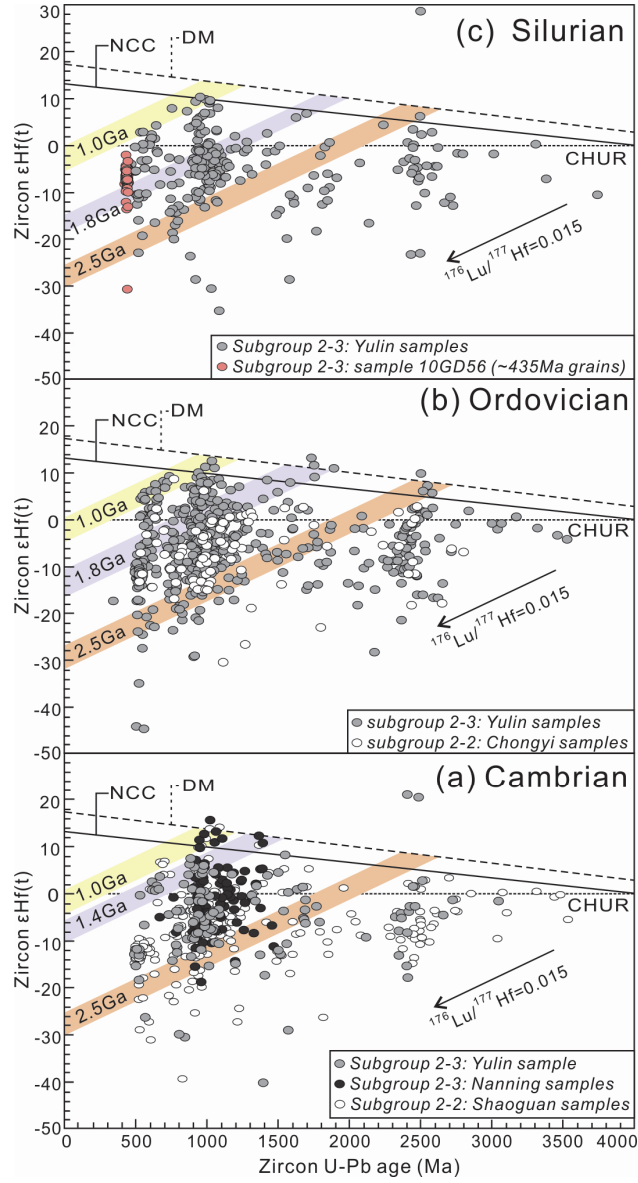 30
20
10
0
-10
-20
-30
-40
-50
Zircon εHf(t)
(c) Silurian
NCC
DM
1.0Ga
1.8Ga
2.5Ga
CHUR
176Lu/177Hf=0.015
Subgroup 2-3: Yulin samples
Subgroup 2-3: sample 10GD56 (~435Ma grains)
20
10
0
-10
-20
-30
-40
-50
Zircon εHf(t)
(b) Ordovician
NCC
DM
1.0Ga
1.8Ga
2.5Ga
CHUR
176Lu/177Hf=0.015
subgroup 2-3: Yulin samples
subgroup 2-2: Chongyi samples
20
10
0
-10
-20
-30
-40
-50
Zircon εHf(t)
(a) Cambrian
NCC
DM
1.0Ga
1.4Ga
2.5Ga
CHUR
176Lu/177Hf=0.015
Subgroup 2-3: Yulin sample
Subgroup 2-3: Nanning samples
Subgroup 2-2: Shaoguan samples
0 500 1000 1500 2000 2500 3000 3500 4000
Zircon U-Pb age (Ma)